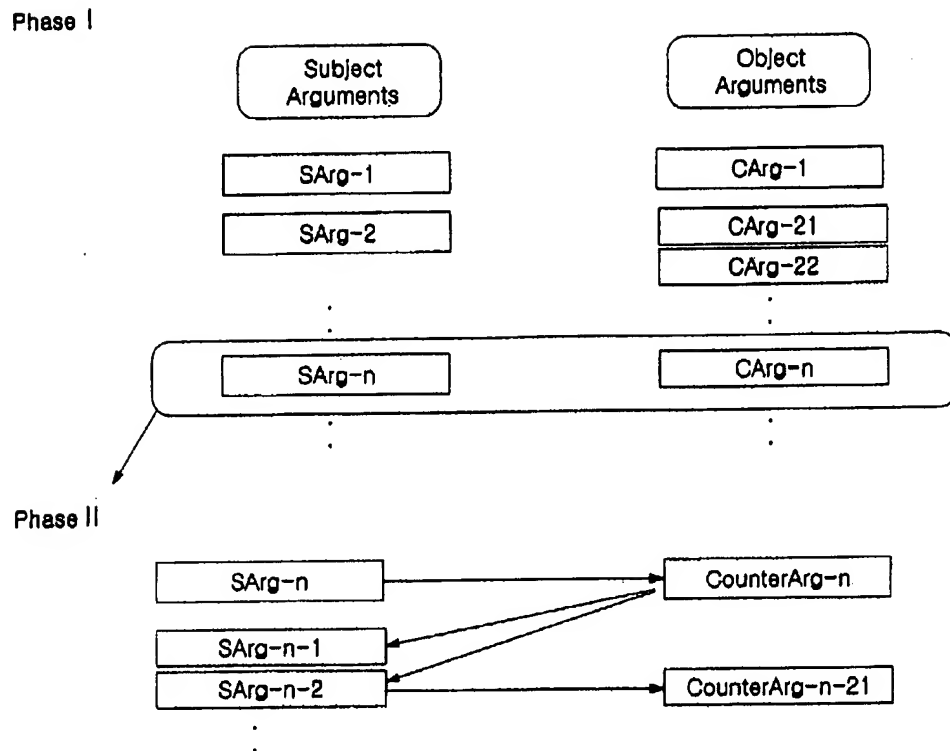 Phase I
Subject
Arguments
Object
Arguments
SArg-1
CArg-1
SArg-2
CArg-21
CArg-22
SArg-n
CArg-n
Phase II
SArg-n
CounterArg-n
SArg-n-1
SArg-n-2
CounterArg-n-21